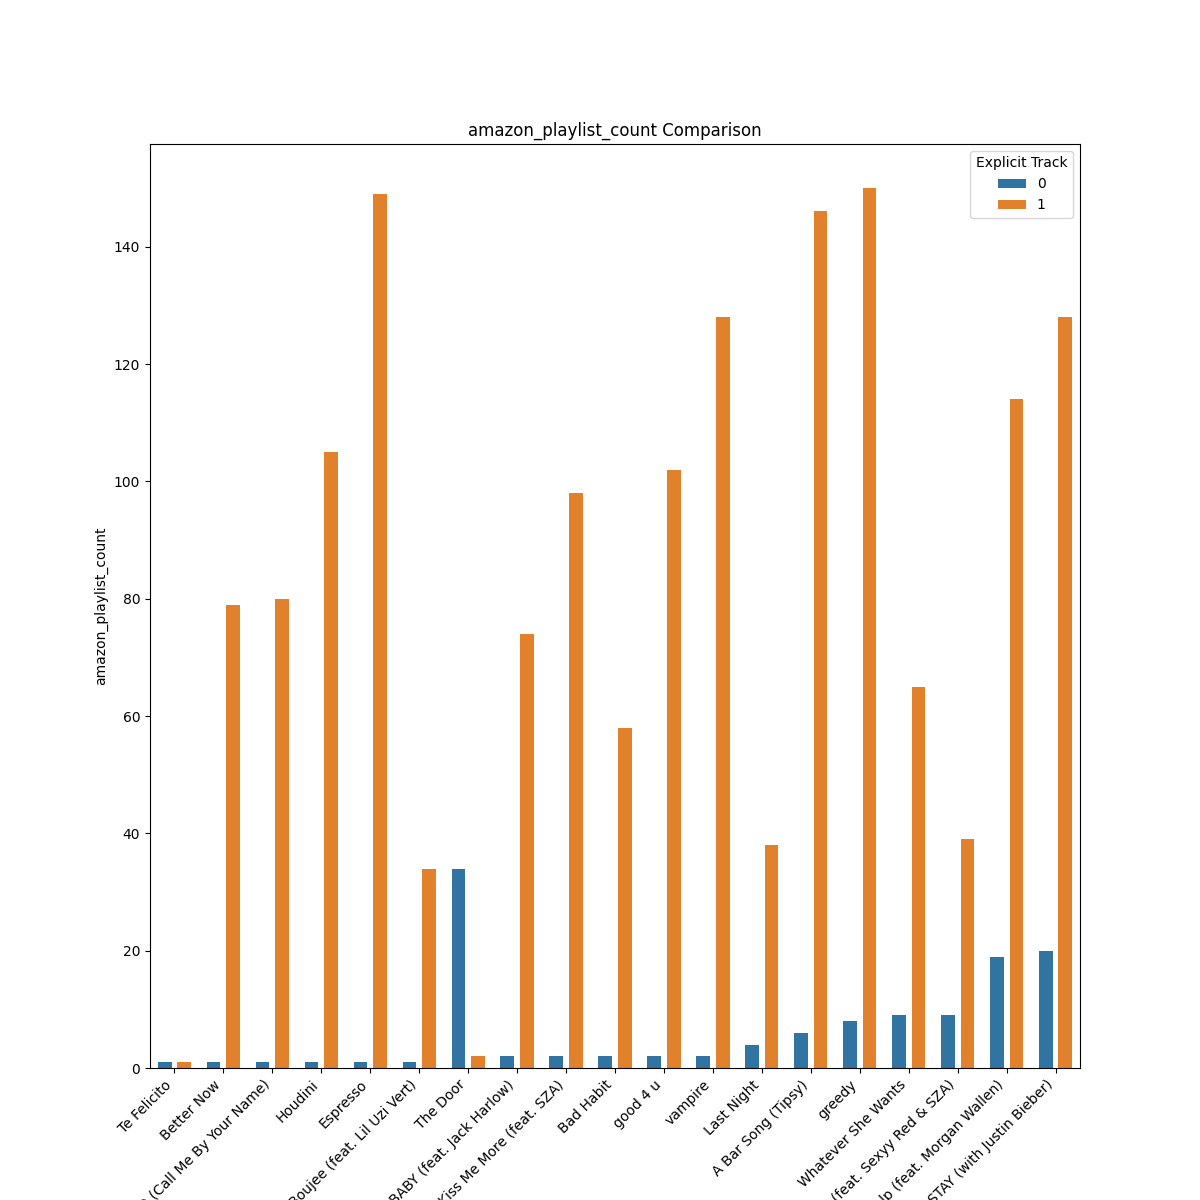 amazon_playlist_count Comparison
Explicit Track
0
1
amazon_playlist_count
140
120
100
80
60
40
20
0
Te Felicito
Better Now
(Call Me By Your Name)
Houdini
Espresso
Boujee (feat. Lil Uzi Vert)
The Door
BABY (feat. Jack Harlow)
Kiss Me More (feat. SZA)
Bad Habit
good 4 u
vampire
Last Night
A Bar Song (Tipsy)
greedy
Whatever She Wants
(feat. Sexyy Red & SZA)
(feat. Morgan Wallen)
STAY (with Justin Bieber)